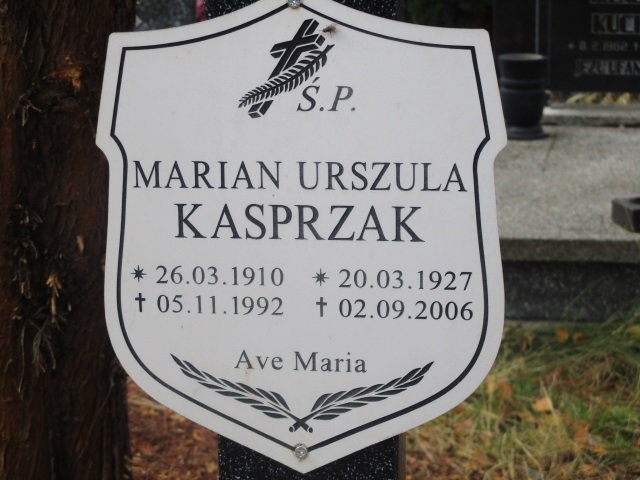 Ś.P.
MARIAN URSZULA
KASPRZAK
* 26.03.1910 * 20.03.1927
† 05.11.1992 † 02.09.2006
Ave Maria